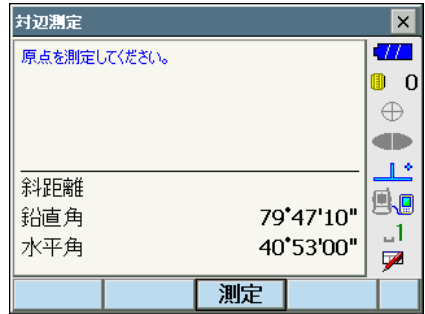 対辺測定
原点を測定してください。
0
斜距離
鉛直角 79°47'10"
水平角 40°53'00"
1
測定